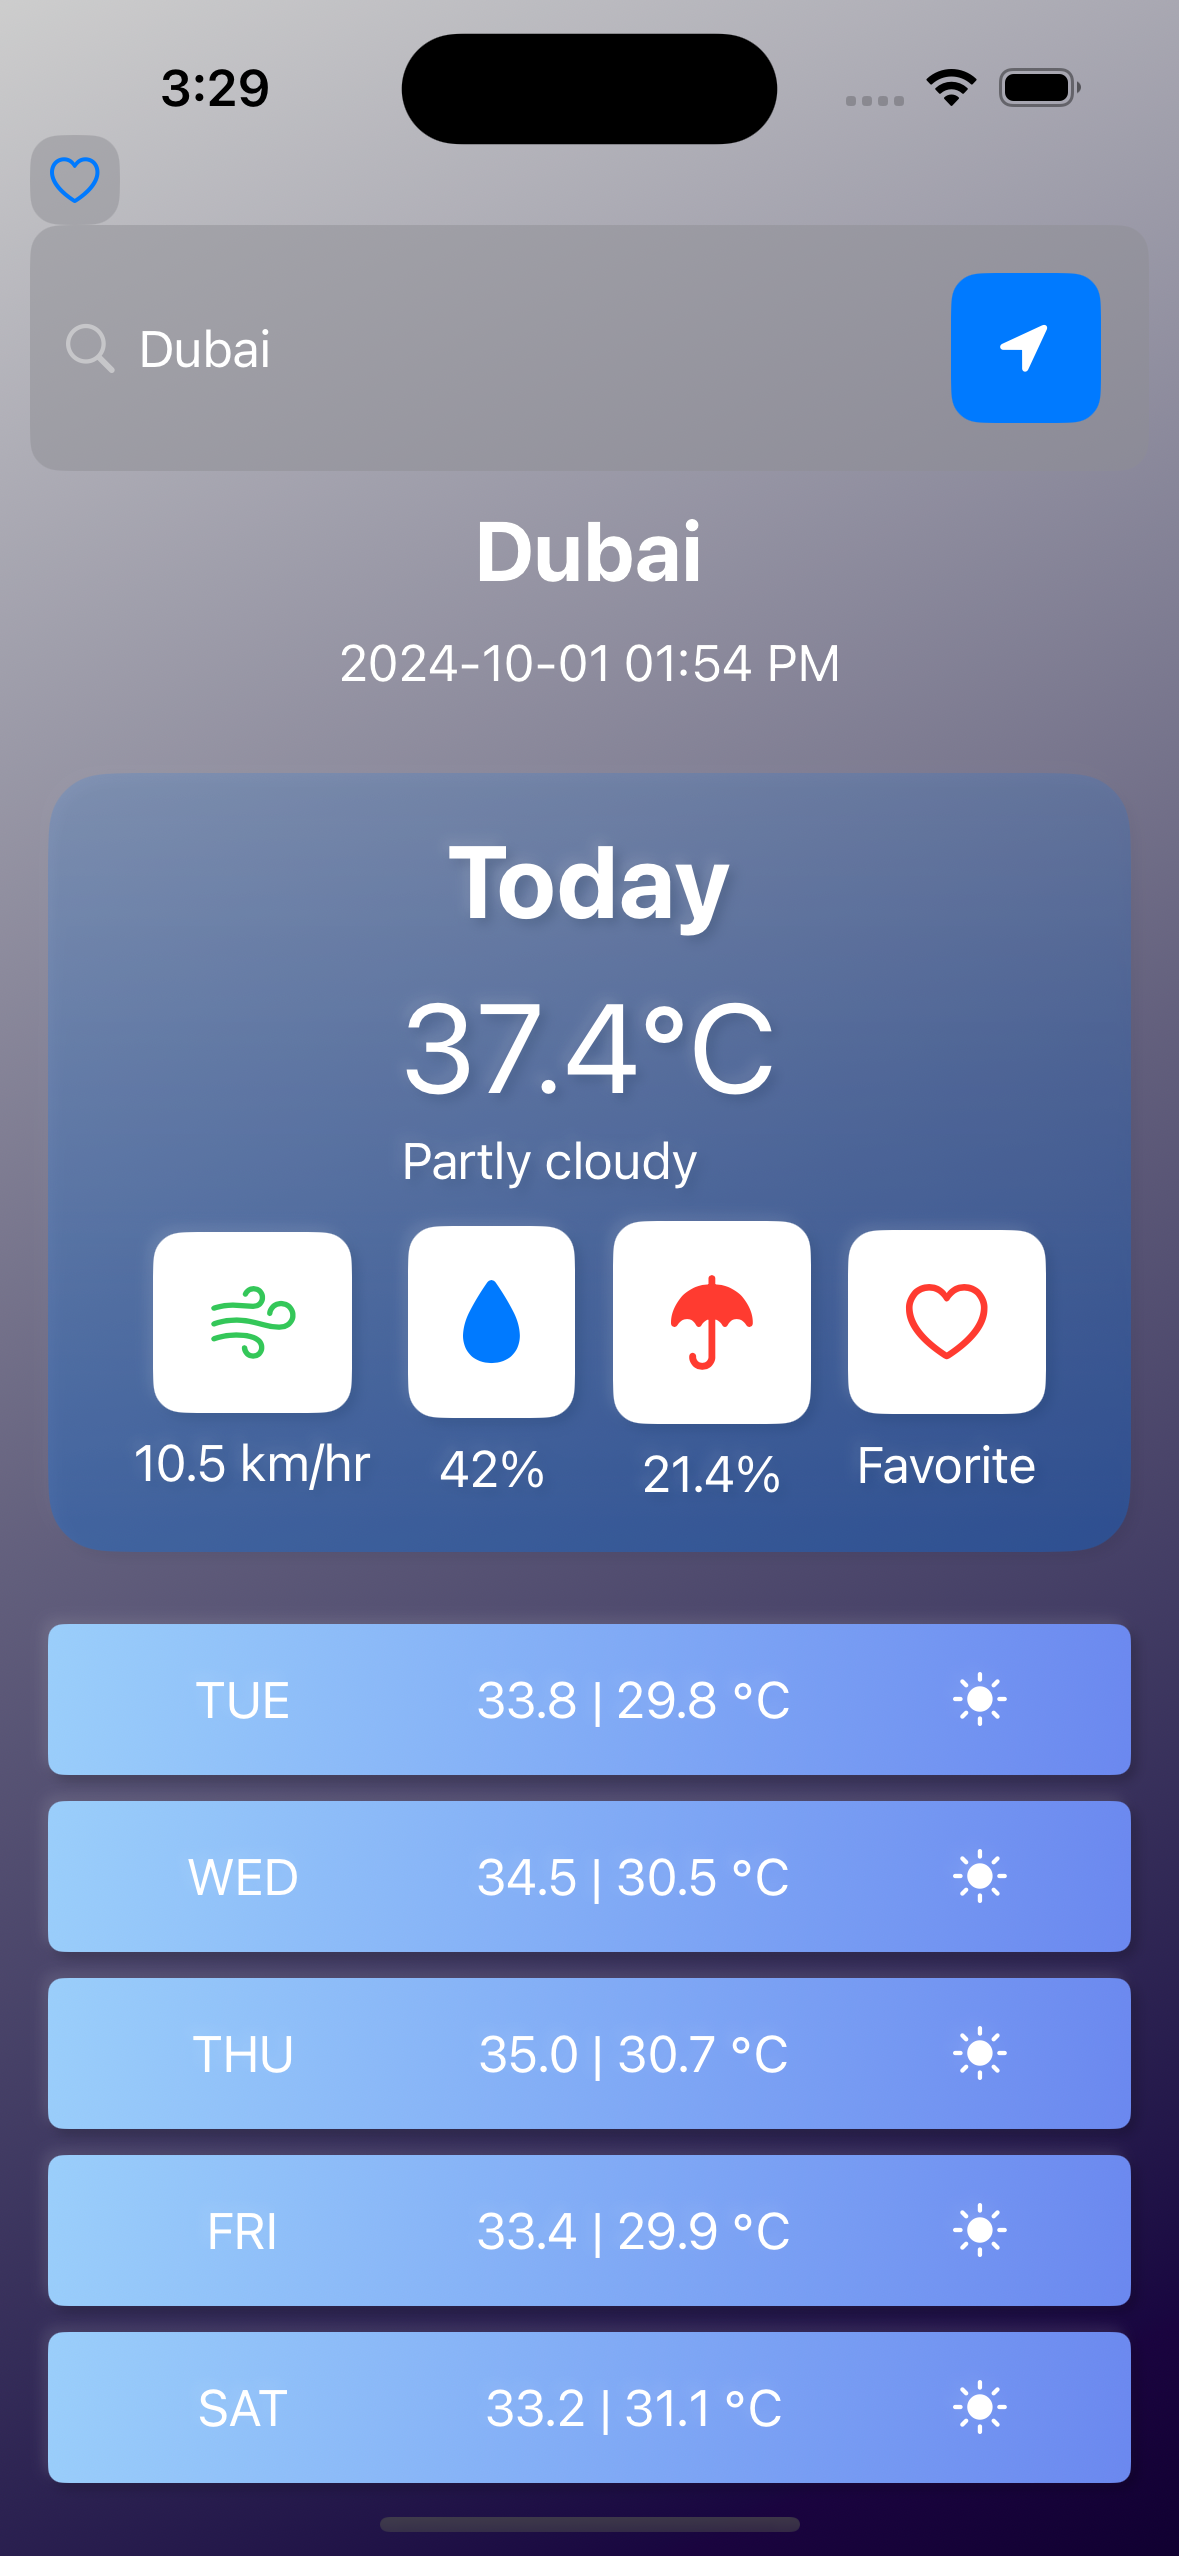 3:29
Dubai
Dubai
2024-10-01 01:54 PM
Today
37.4°C
Partly cloudy
10.5 km/hr 42% 21.4% Favorite
TUE 33.8 | 29.8 °C
WED 34.5 | 30.5 °C
THU 35.0 | 30.7 °C
FRI 33.4 | 29.9 °C
SAT 33.2 | 31.1 °C